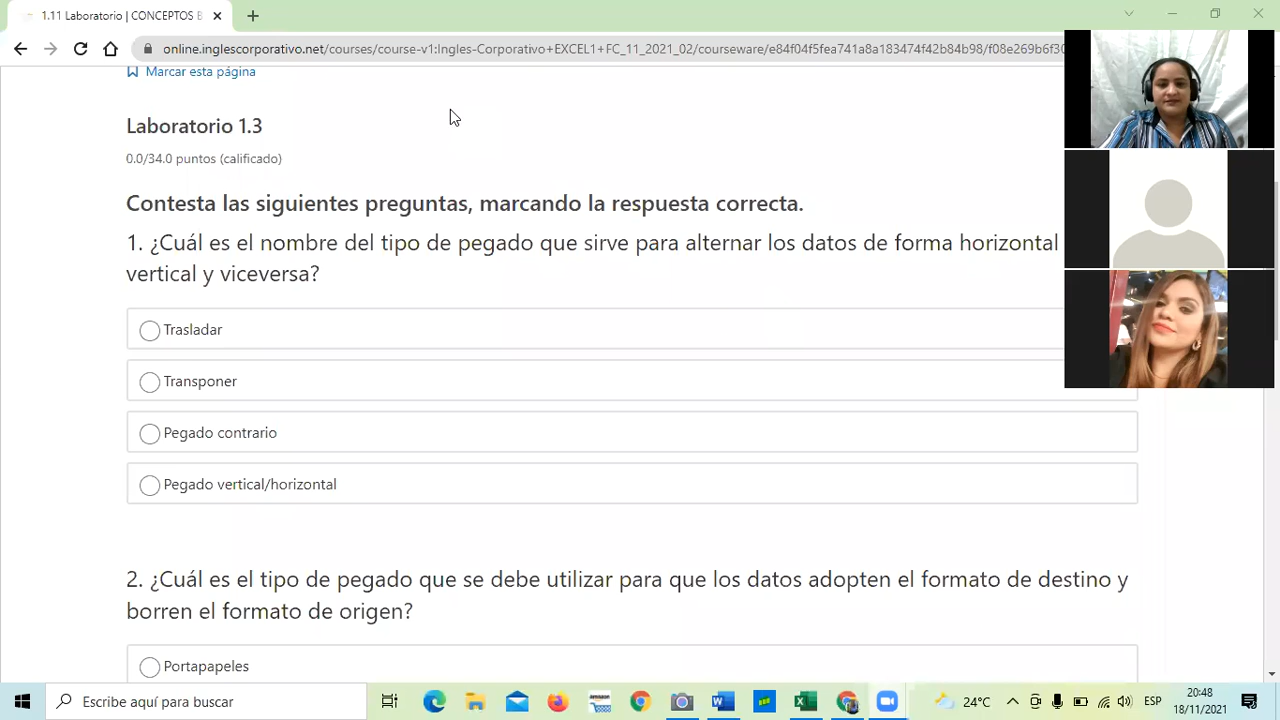 1.11 Laboratorio | CONCEPTOS B
online.inglescorporativo.net/courses/course-v1:Ingles-Corporativo+EXCEL1+FC_11_2021_02/courseware/e84f04f5fea741a8a183474f42b84b98/f08e269b6f30
Marcar esta página
Laboratorio 1.3
0.0/34.0 puntos (calificado)
Contesta las siguientes preguntas, marcando la respuesta correcta.
1. ¿Cuál es el nombre del tipo de pegado que sirve para alternar los datos de forma horizontal
vertical y viceversa?
Trasladar
Transponer
Pegado contrario
Pegado vertical/horizontal
2. ¿Cuál es el tipo de pegado que se debe utilizar para que los datos adopten el formato de destino y
borren el formato de origen?
Portapapeles
Escribe aquí para buscar
amazon
24°C
ESP
20:48
18/11/2021